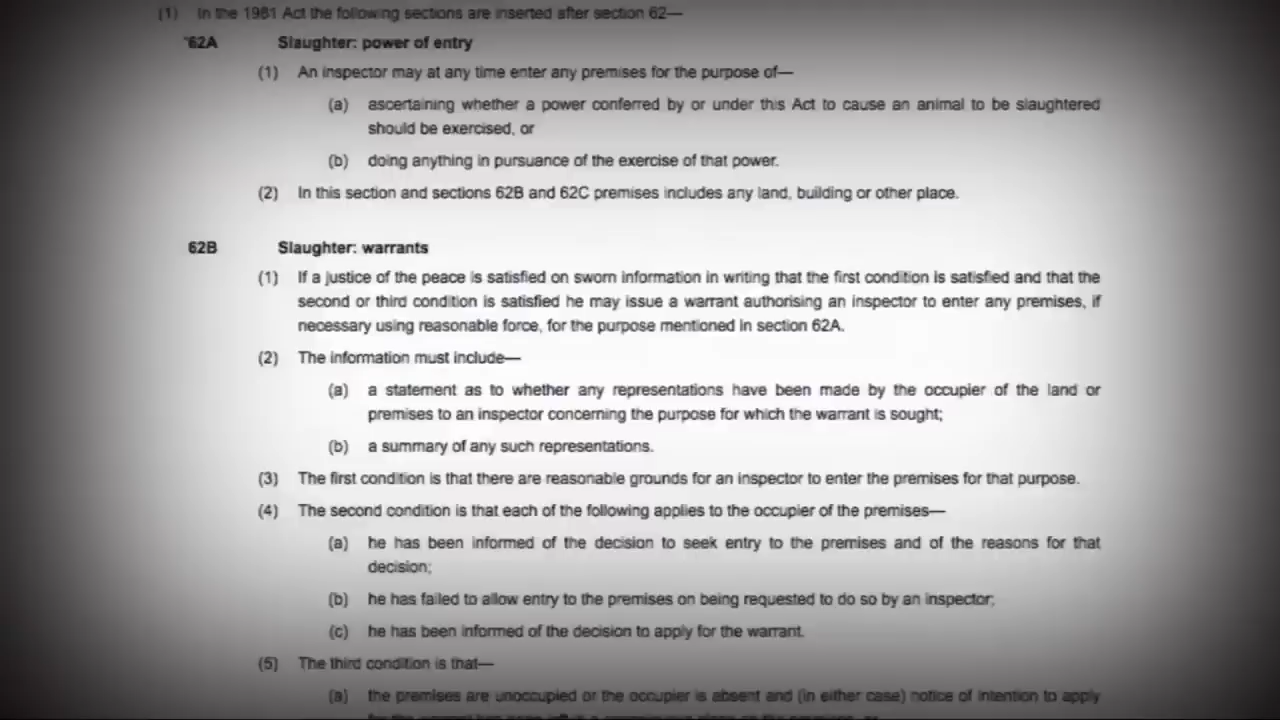 (1) In the 1981 Act the following sections are inserted after section 62—
"62A Slaughter: power of entry
(1) An inspector may at any time enter any premises for the purpose of—
(a) ascertaining whether a power conferred by or under this Act to cause an animal to be slaughtered
should be exercised, or
(b) doing anything in pursuance of the exercise of that power.
(2) In this section and sections 62B and 62C premises includes any land, building or other place.
62B Slaughter: warrants
(1) If a justice of the peace is satisfied on sworn information in writing that the first condition is satisfied and that the
second or third condition is satisfied he may issue a warrant authorising an inspector to enter any premises, if
necessary using reasonable force, for the purpose mentioned in section 62A.
(2) The information must include—
(a) a statement as to whether any representations have been made by the occupier of the land or
premises to an inspector concerning the purpose for which the warrant is sought;
(b) a summary of any such representations.
(3) The first condition is that there are reasonable grounds for an inspector to enter the premises for that purpose.
(4) The second condition is that each of the following applies to the occupier of the premises—
(a) he has been informed of the decision to seek entry to the premises and of the reasons for that
decision;
(b) he has failed to allow entry to the premises on being requested to do so by an inspector;
(c) he has been informed of the decision to apply for the warrant.
(5) The third condition is that—
(a) the premises are unoccupied or the occupier is absent and (in either case) notice of intention to apply